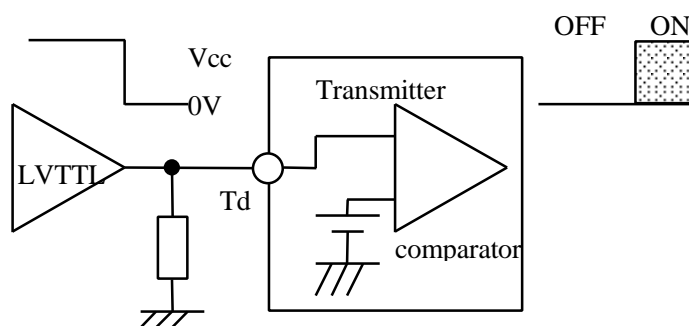 OFF ON
Vcc
0V
Transmitter
LVTTL
Td
comparator